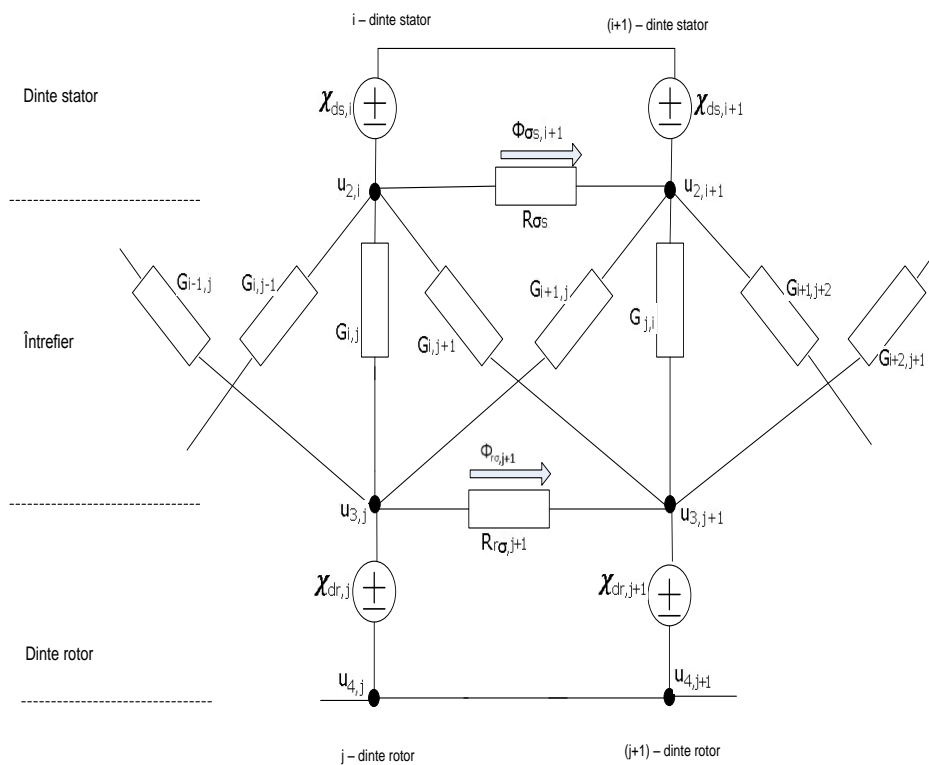 i – dinte stator
(i+1) – dinte stator
Dinte stator
χds,i
χds,i+1
Φσs,i+1
u2,i
u2,i+1
Rσs
Gi-1,j
Gi,j-1
Gi,j
Gi,j+1
Gi+1,j
Gj,i
Gi+1,j+2
Gi+2,j+1
Întrefier
Φrσ,j+1
u3,j
u3,j+1
Rrσ,j+1
χdr,j
χdr,j+1
Dinte rotor
u4,j
u4,j+1
j – dinte rotor
(j+1) – dinte rotor